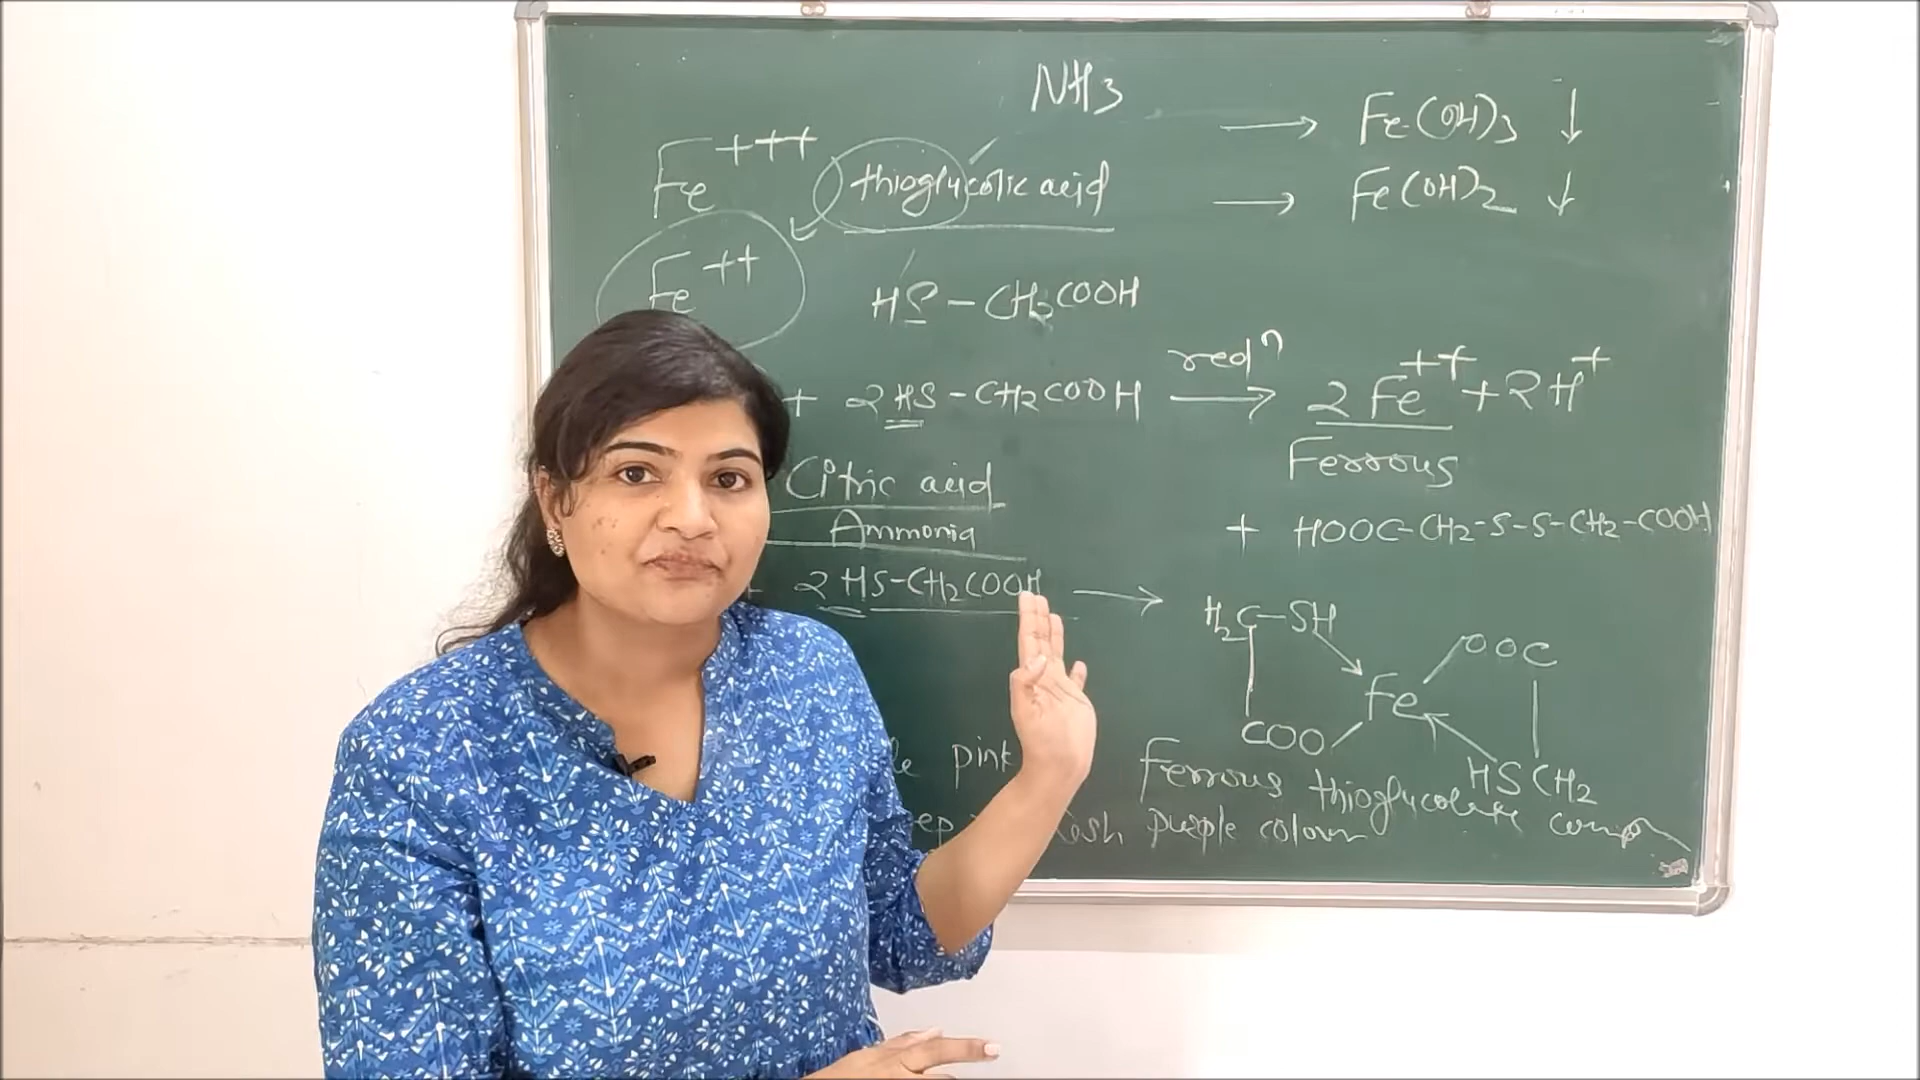 NH3
Fe+++ thioglycolic acid → Fe(OH)3 ↓
→ Fe(OH)2 ↓
Fe++ HS-CH2COOH
+ 2HS-CH2COOH redⁿ → 2Fe++ + 2H+
Ferrous
Citric acid
Ammonia
+ HOOC-CH2-S-S-CH2-COOH
+ 2HS-CH2COOH →
H2C-SH
OOC
Fe
COO
HSCH2
pink
Ferrous thioglycolate
purple colour